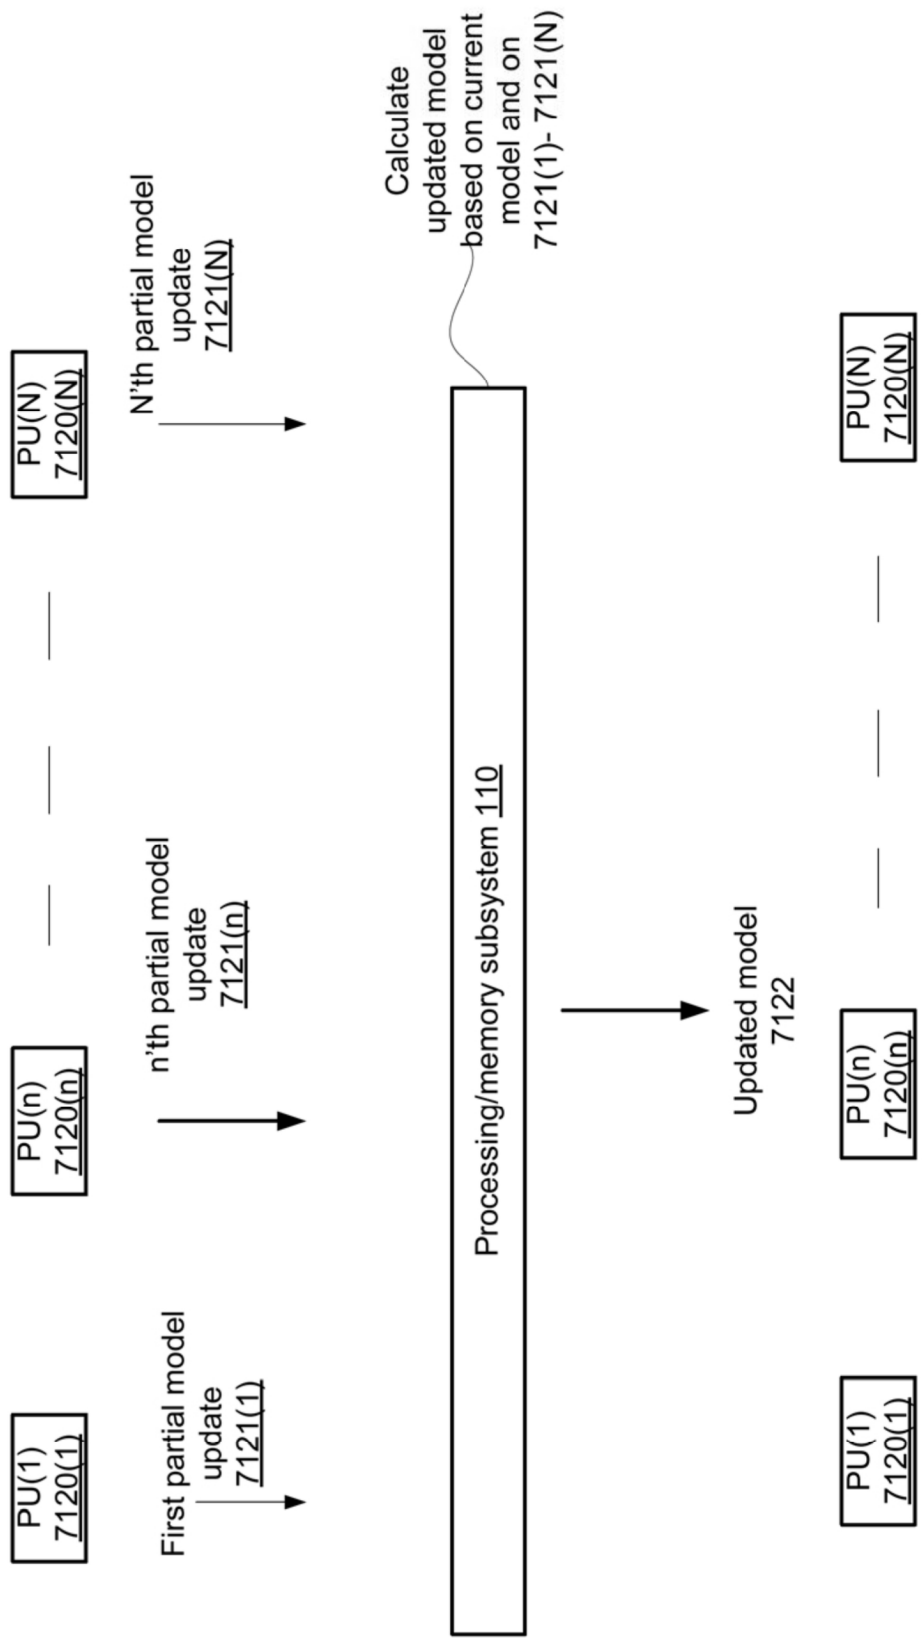 PU(1)
7120(1)
PU(n)
7120(n)
PU(N)
7120(N)
First partial model
update
7121(1)
n'th partial model
update
7121(n)
N'th partial model
update
7121(N)
Calculate
updated model
based on current
model and on
7121(1)- 7121(N)
Processing/memory subsystem 110
Updated model
7122
PU(1)
7120(1)
PU(n)
7120(n)
PU(N)
7120(N)